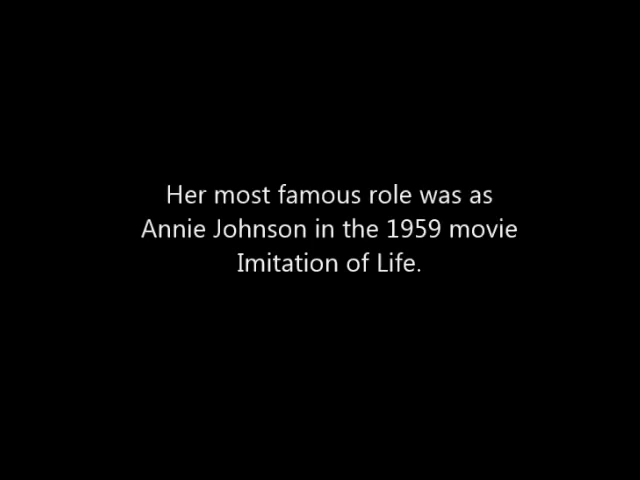 Her most famous role was as
Annie Johnson in the 1959 movie
Imitation of Life.